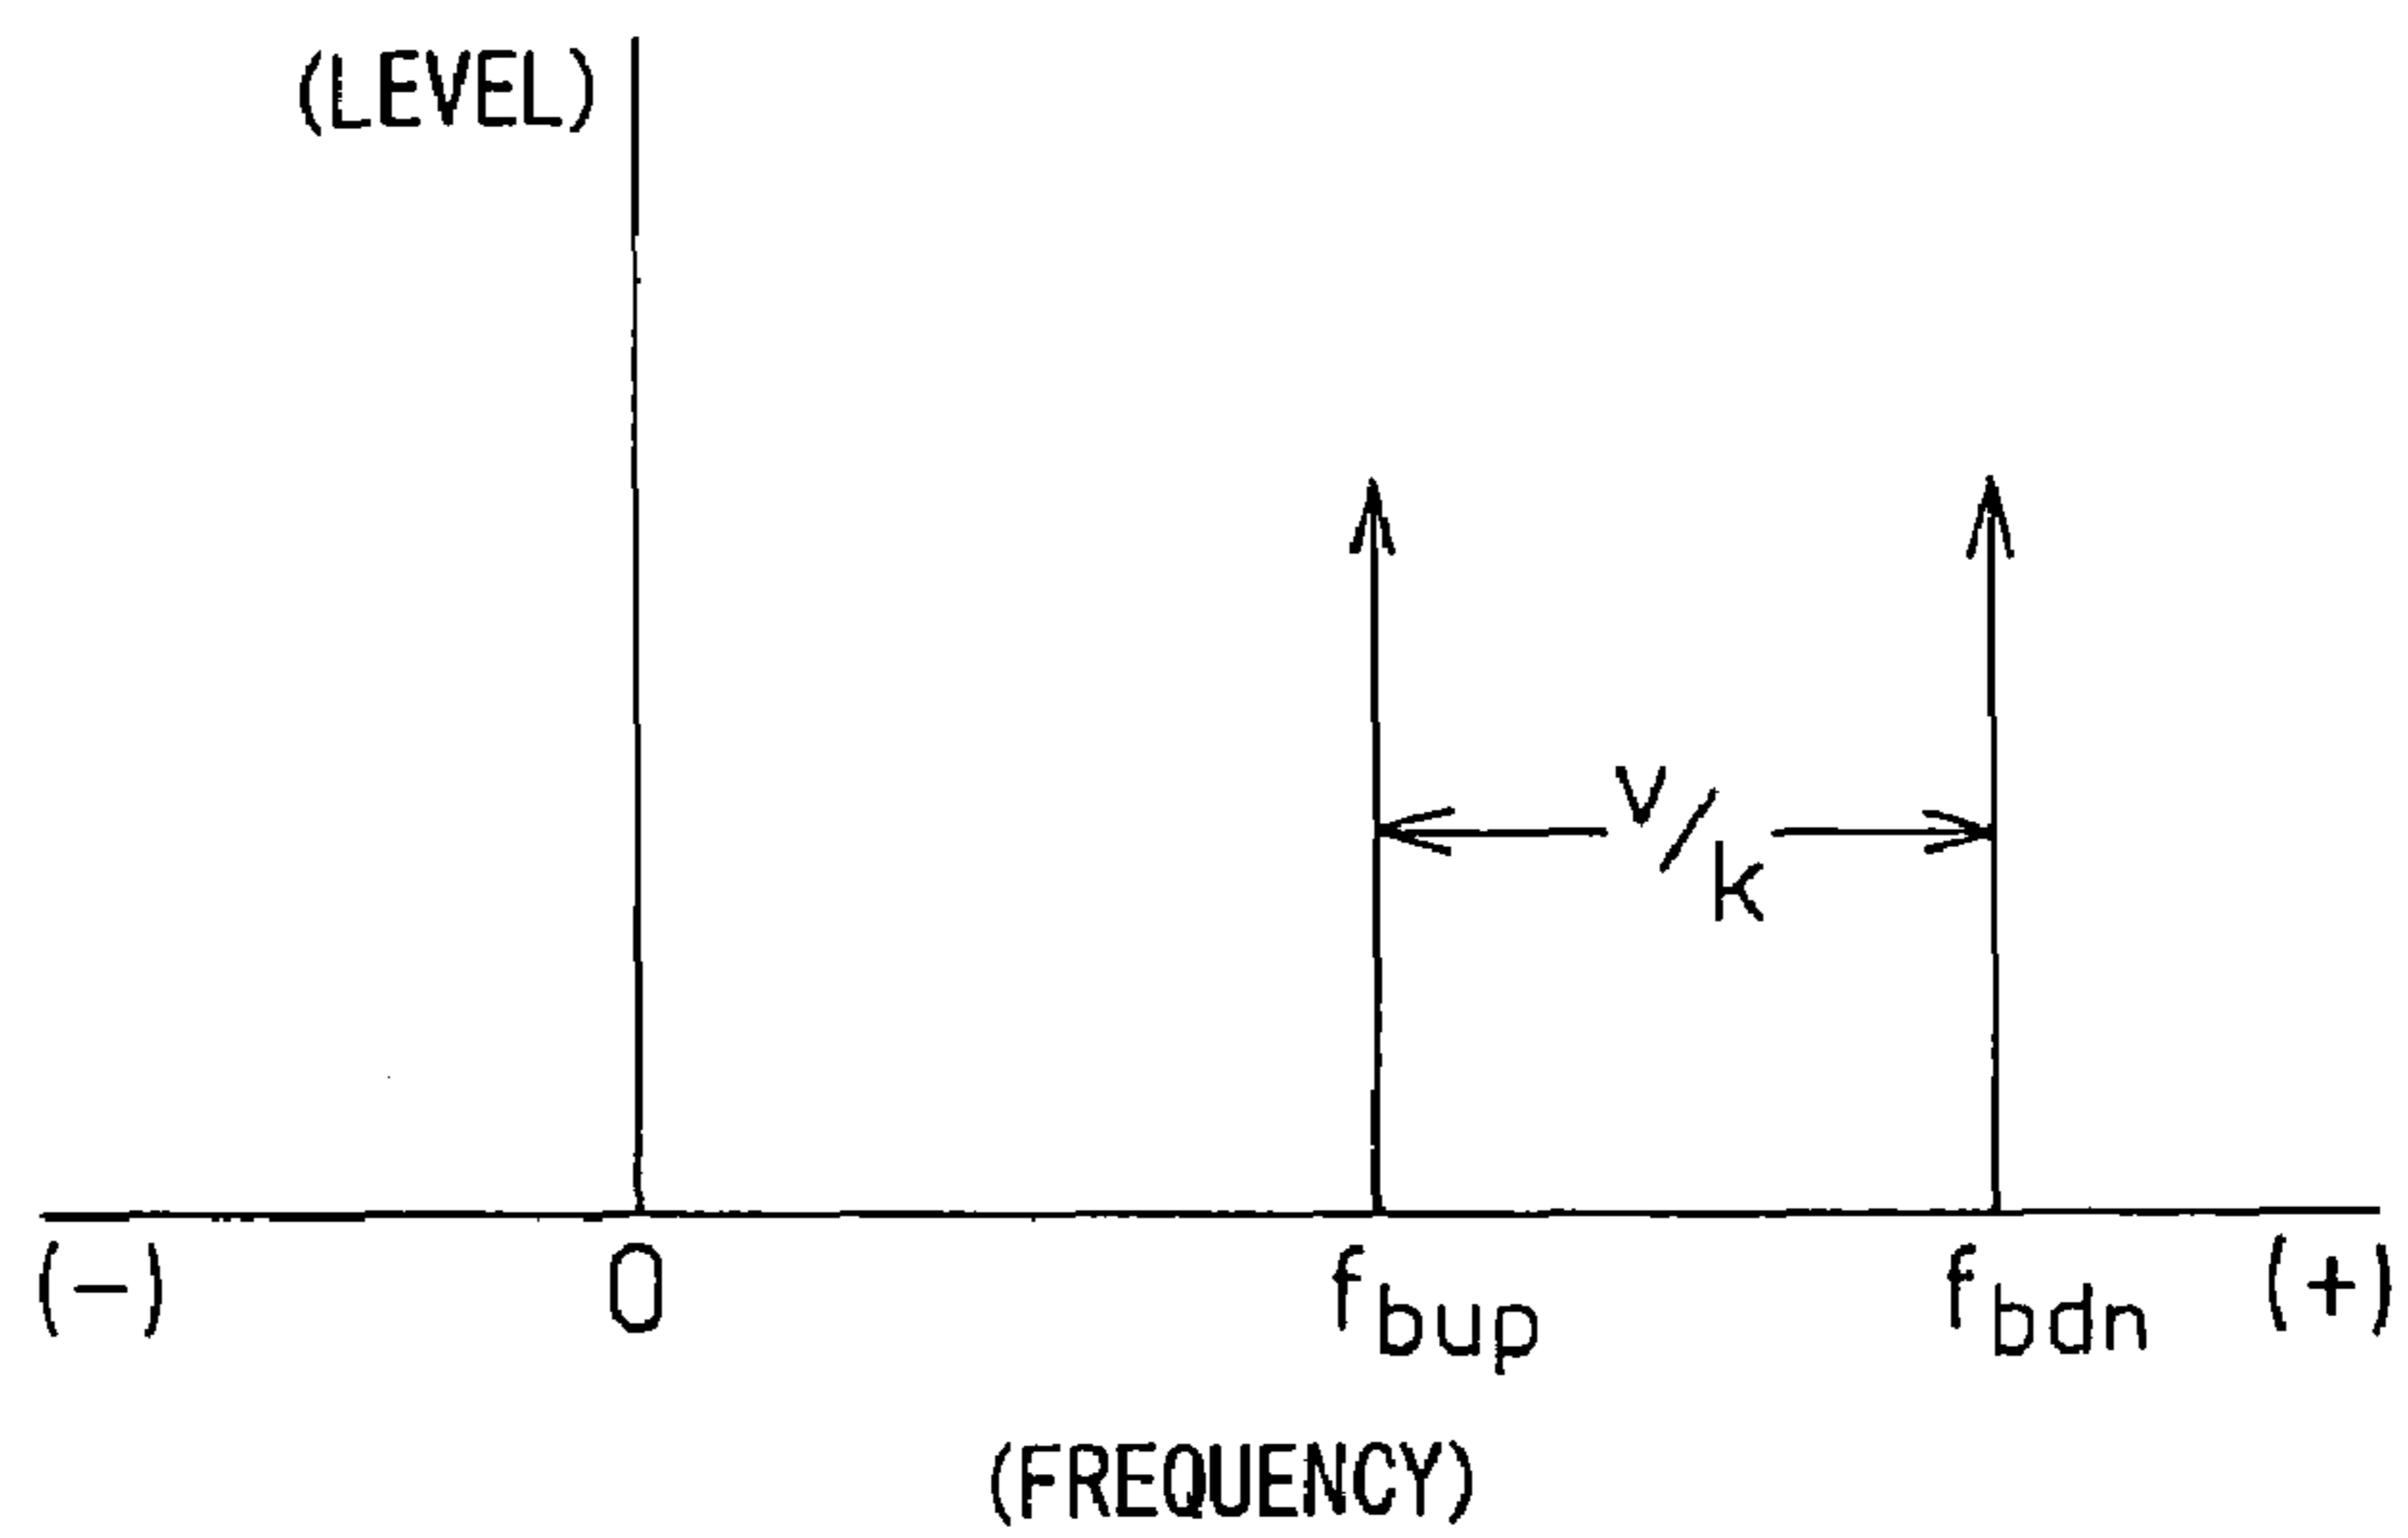 (LEVEL)
v/k
(-) 0 fbup fbdn (+)
(FREQUENCY)